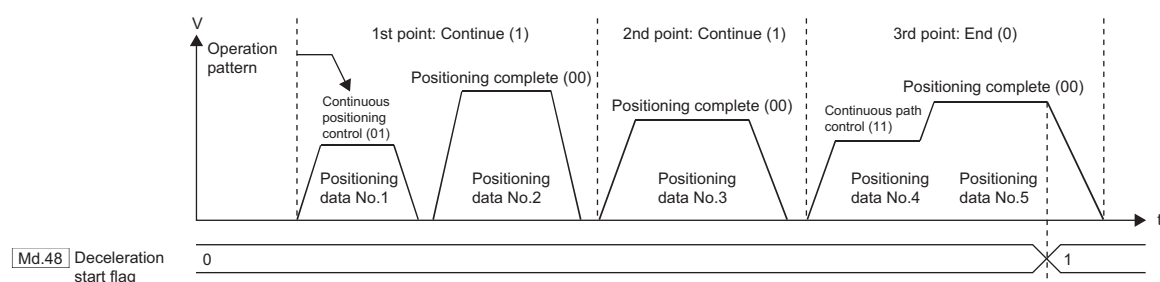 V
Operation
pattern
1st point: Continue (1)
2nd point: Continue (1)
3rd point: End (0)
Positioning complete (00)
Positioning complete (00)
Positioning complete (00)
Continuous
positioning
control (01)
Continuous path
control (11)
Positioning
data No.1
Positioning
data No.2
Positioning
data No.3
Positioning
data No.4
Positioning
data No.5
t
Md.48 Deceleration
start flag
0
1